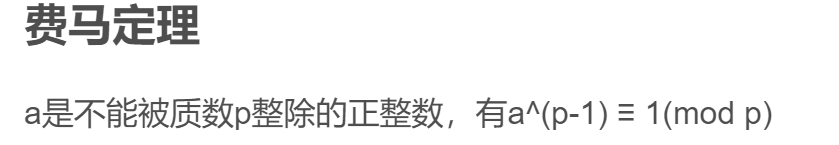 费马定理
a是不能被质数p整除的正整数，有a^(p-1) ≡ 1(mod p)